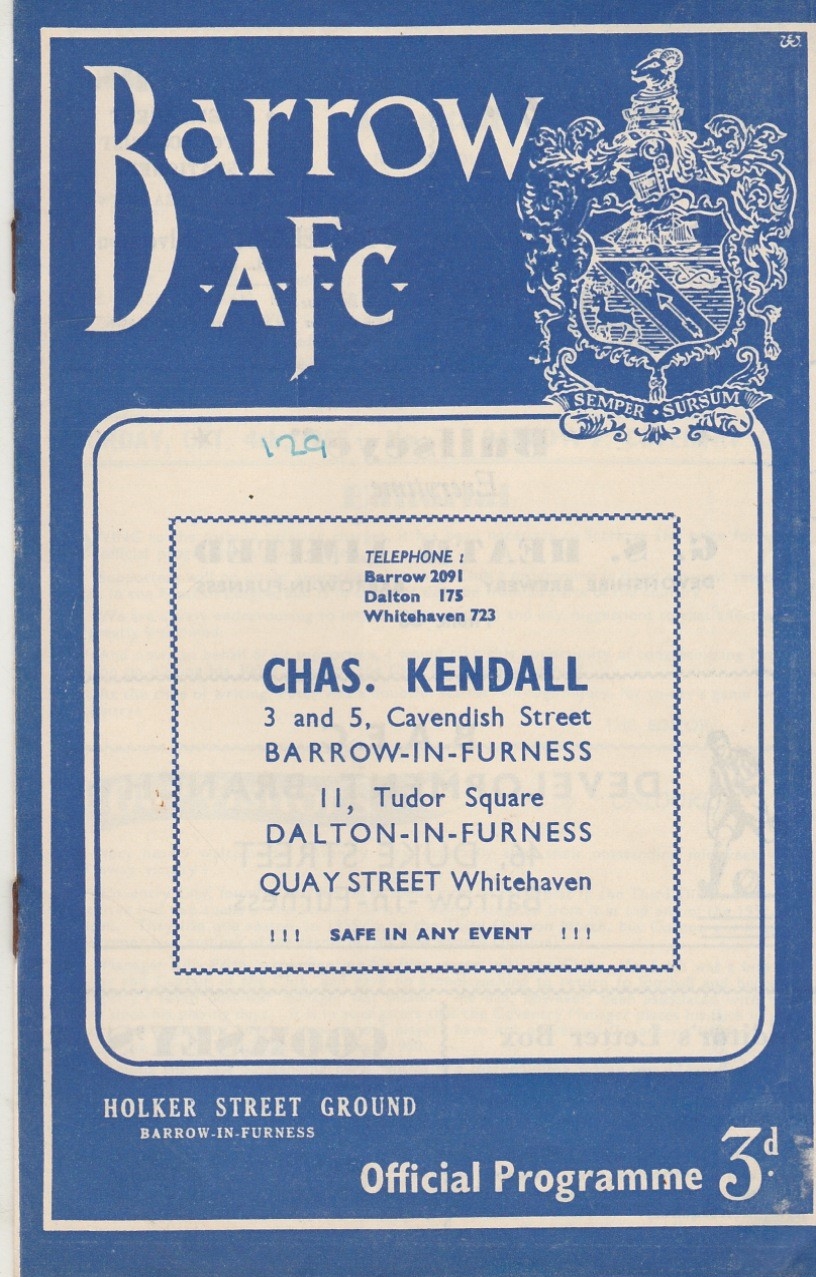 Barrow
A.F.C.
SEMPER · SURSUM
129
TELEPHONE :
Barrow 2091
Dalton 175
Whitehaven 723
CHAS. KENDALL
3 and 5, Cavendish Street
BARROW-IN-FURNESS
11, Tudor Square
DALTON-IN-FURNESS
QUAY STREET Whitehaven
! ! ! SAFE IN ANY EVENT ! ! !
HOLKER STREET GROUND
BARROW-IN-FURNESS
Official Programme 3d.